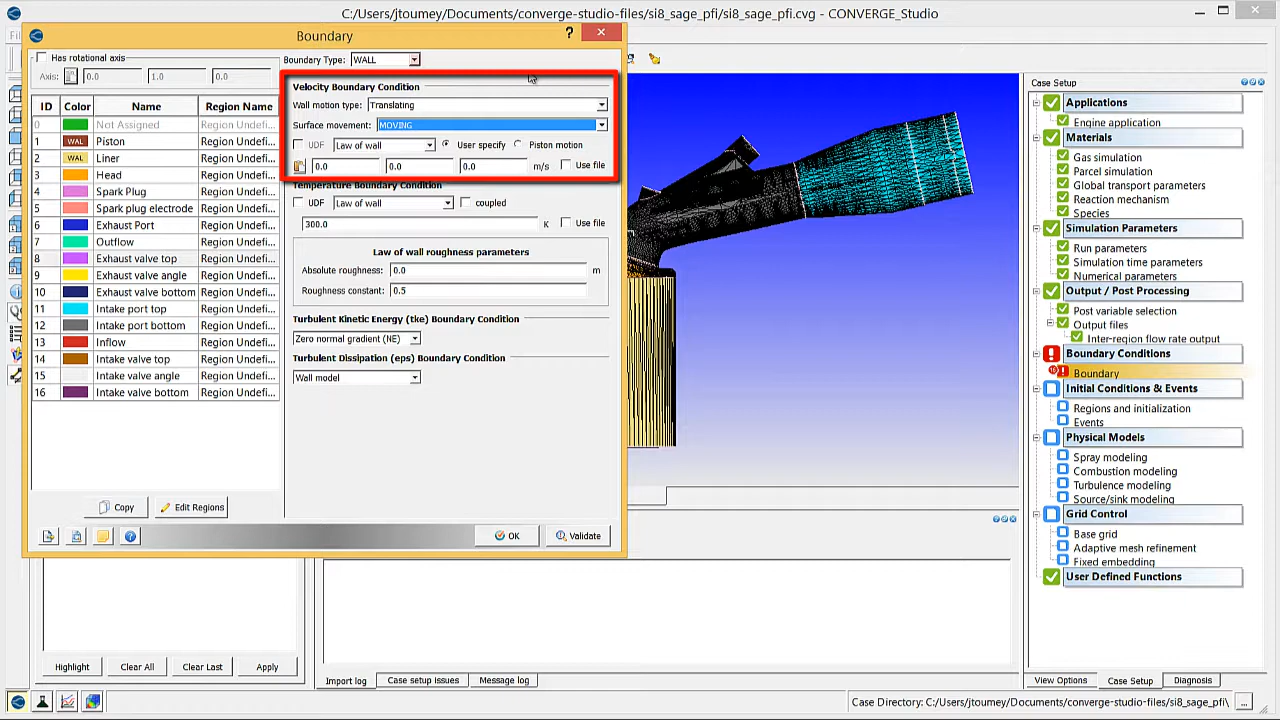 C:/Users/jtoumey/Documents/converge-studio-files/si8_sage_pfi/si8_sage_pfi.cvg - CONVERGE_Studio
Boundary
?
Has rotational axis
Axis: 0.0 1.0 0.0
ID Color Name Region Name
0 Not Assigned Region Undefi...
1 WAL Piston Region Undefi...
2 WAL Liner Region Undefi...
3 Head Region Undefi...
4 Spark Plug Region Undefi...
5 Spark plug electrode Region Undefi...
6 Exhaust Port Region Undefi...
7 Outflow Region Undefi...
8 Exhaust valve top Region Undefi...
9 Exhaust valve angle Region Undefi...
10 Exhaust valve bottom Region Undefi...
11 Intake port top Region Undefi...
12 Intake port bottom Region Undefi...
13 Inflow Region Undefi...
14 Intake valve top Region Undefi...
15 Intake valve angle Region Undefi...
16 Intake valve bottom Region Undefi...
Copy Edit Regions
Boundary Type: WALL
Velocity Boundary Condition
Wall motion type: Translating
Surface movement: MOVING
UDF Law of wall User specify Piston motion
0.0 0.0 0.0 m/s Use file
Temperature Boundary Condition
UDF Law of wall coupled
300.0 K Use file
Law of wall roughness parameters
Absolute roughness: 0.0 m
Roughness constant: 0.5
Turbulent Kinetic Energy (tke) Boundary Condition
Zero normal gradient (NE)
Turbulent Dissipation (eps) Boundary Condition
Wall model
OK Validate
Case Setup
Applications
Engine application
Materials
Gas simulation
Parcel simulation
Global transport parameters
Reaction mechanism
Species
Simulation Parameters
Run parameters
Simulation time parameters
Numerical parameters
Output / Post Processing
Post variable selection
Output files
Inter-region flow rate output
Boundary Conditions
Boundary
Initial Conditions & Events
Regions and initialization
Events
Physical Models
Spray modeling
Combustion modeling
Turbulence modeling
Source/sink modeling
Grid Control
Base grid
Adaptive mesh refinement
Fixed embedding
User Defined Functions
Highlight Clear All Clear Last Apply
Import log Case setup issues Message log
View Options Case Setup Diagnosis
Case Directory: C:/Users/jtoumey/Documents/converge-studio-files/si8_sage_pfi\ ...